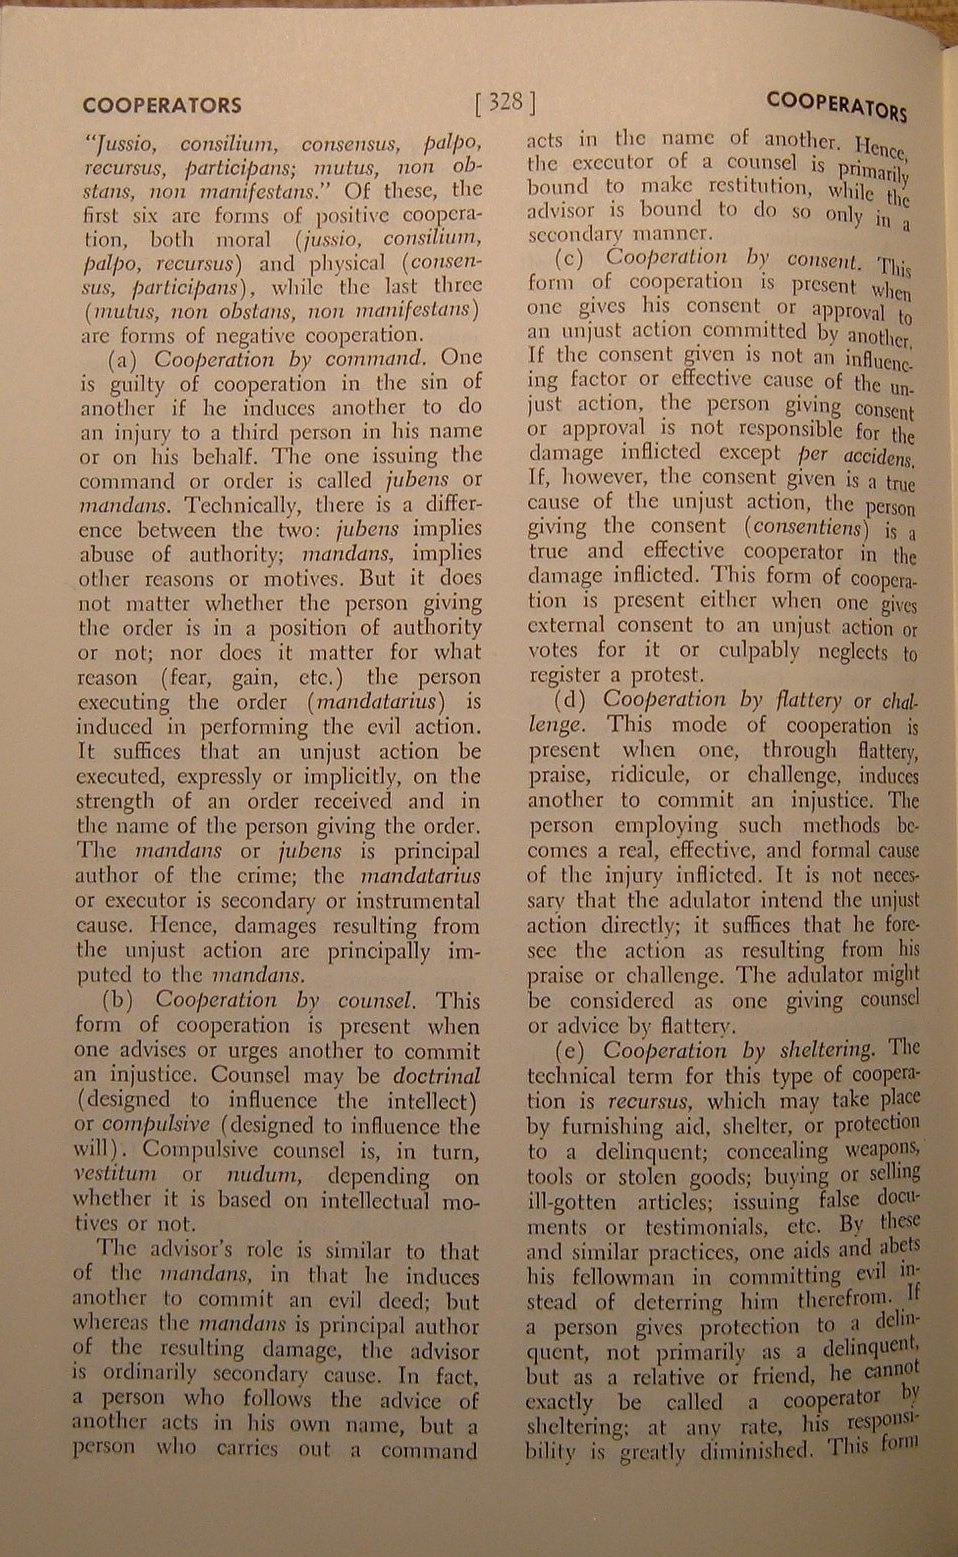 COOPERATORS [ 328 ] COOPERATORS
“Jussio, consilium, consensus, palpo,
recursus, participans; mutus, non ob-
stans, non manifestans.” Of these, the
first six are forms of positive coopera-
tion, both moral (jussio, consilium,
palpo, recursus) and physical (consen-
sus, participans), while the last three
(mutus, non obstans, non manifestans)
are forms of negative cooperation.
(a) Cooperation by command. One
is guilty of cooperation in the sin of
another if he induces another to do
an injury to a third person in his name
or on his behalf. The one issuing the
command or order is called jubens or
mandans. Technically, there is a differ-
ence between the two: jubens implies
abuse of authority; mandans, implies
other reasons or motives. But it does
not matter whether the person giving
the order is in a position of authority
or not; nor does it matter for what
reason (fear, gain, etc.) the person
executing the order (mandatarius) is
induced in performing the evil action.
It suffices that an unjust action be
executed, expressly or implicitly, on the
strength of an order received and in
the name of the person giving the order.
The mandans or jubens is principal
author of the crime; the mandatarius
or executor is secondary or instrumental
cause. Hence, damages resulting from
the unjust action are principally im-
puted to the mandans.
(b) Cooperation by counsel. This
form of cooperation is present when
one advises or urges another to commit
an injustice. Counsel may be doctrinal
(designed to influence the intellect)
or compulsive (designed to influence the
will). Compulsive counsel is, in turn,
vestitum or nudum, depending on
whether it is based on intellectual mo-
tives or not.
The advisor’s role is similar to that
of the mandans, in that he induces
another to commit an evil deed; but
whereas the mandans is principal author
of the resulting damage, the advisor
is ordinarily secondary cause. In fact,
a person who follows the advice of
another acts in his own name, but a
person who carries out a command
acts in the name of another. Hence,
the executor of a counsel is primarily
bound to make restitution, while the
advisor is bound to do so only in a
secondary manner.
(c) Cooperation by consent. This
form of cooperation is present when
one gives his consent or approval to
an unjust action committed by another.
If the consent given is not an influenc-
ing factor or effective cause of the un-
just action, the person giving consent
or approval is not responsible for the
damage inflicted except per accidens.
If, however, the consent given is a true
cause of the unjust action, the person
giving the consent (consentiens) is a
true and effective cooperator in the
damage inflicted. This form of coopera-
tion is present either when one gives
external consent to an unjust action or
votes for it or culpably neglects to
register a protest.
(d) Cooperation by flattery or chal-
lenge. This mode of cooperation is
present when one, through flattery,
praise, ridicule, or challenge, induces
another to commit an injustice. The
person employing such methods be-
comes a real, effective, and formal cause
of the injury inflicted. It is not neces-
sary that the adulator intend the unjust
action directly; it suffices that he fore-
see the action as resulting from his
praise or challenge. The adulator might
be considered as one giving counsel
or advice by flattery.
(e) Cooperation by sheltering. The
technical term for this type of coopera-
tion is recursus, which may take place
by furnishing aid, shelter, or protection
to a delinquent; concealing weapons,
tools or stolen goods; buying or selling
ill-gotten articles; issuing false docu-
ments or testimonials, etc. By these
and similar practices, one aids and abets
his fellowman in committing evil in-
stead of deterring him therefrom. If
a person gives protection to a delin-
quent, not primarily as a delinquent,
but as a relative or friend, he cannot
exactly be called a cooperator by
sheltering; at any rate, his responsi-
bility is greatly diminished. This form